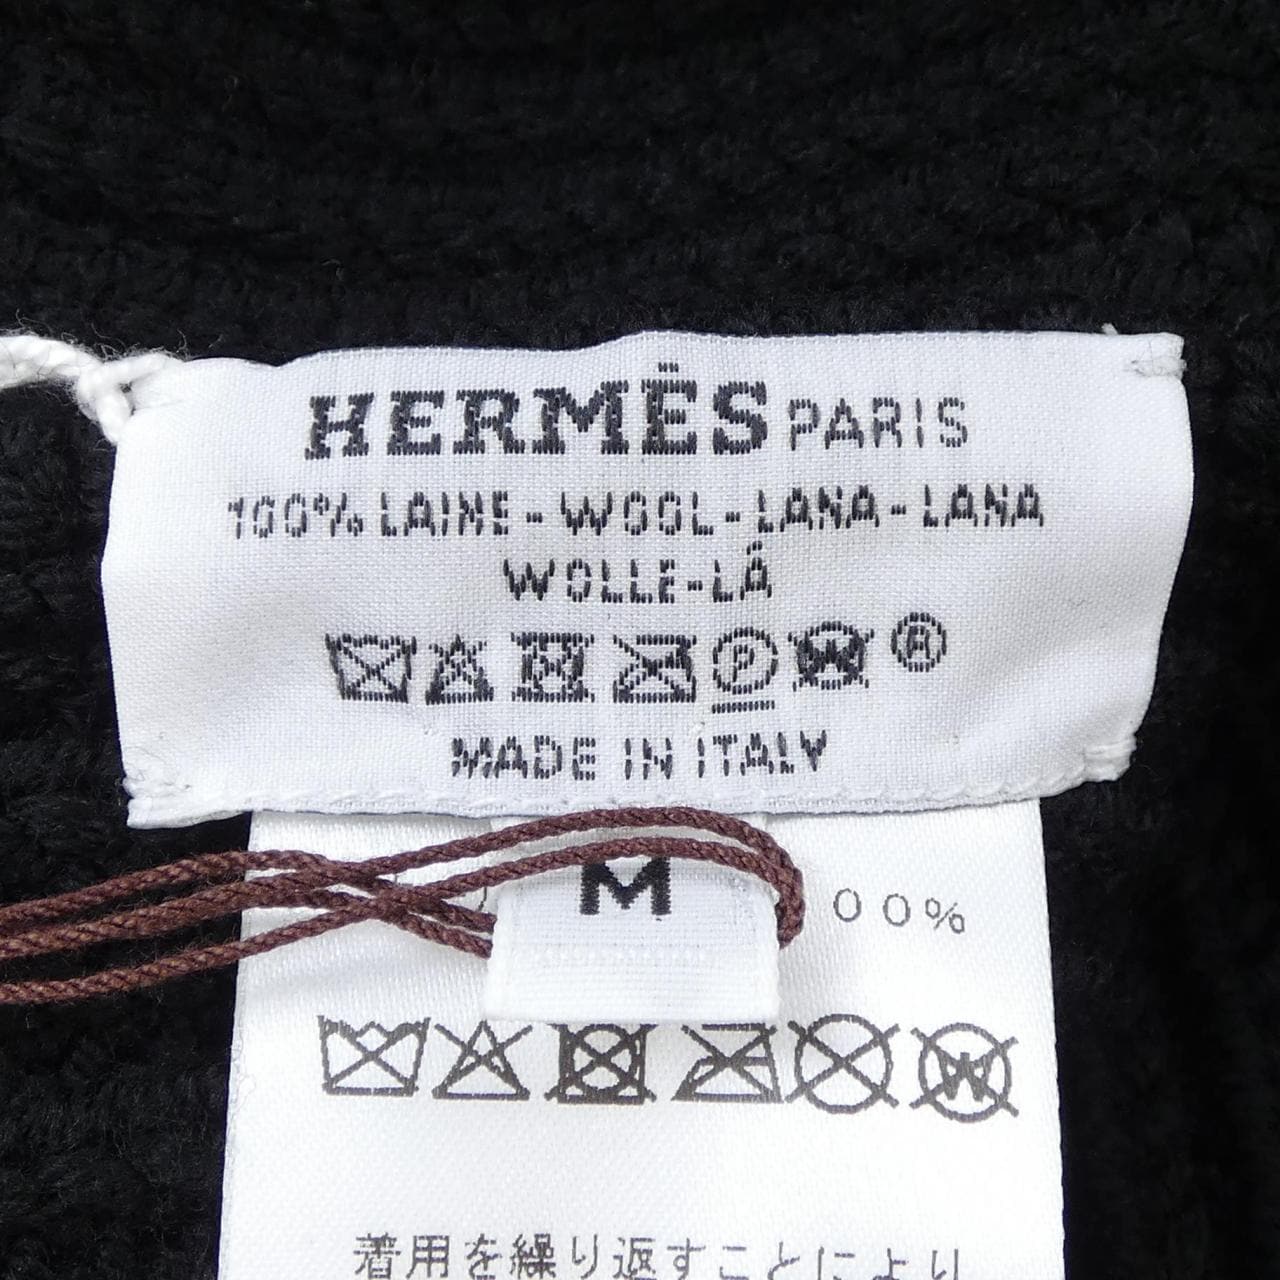 HERMÈS PARIS
100% LAINE - WOOL - LANA - LANA
WOLLE - LÃ
P W ®
MADE IN ITALY
M
00%
W
着用を繰り返すことにより